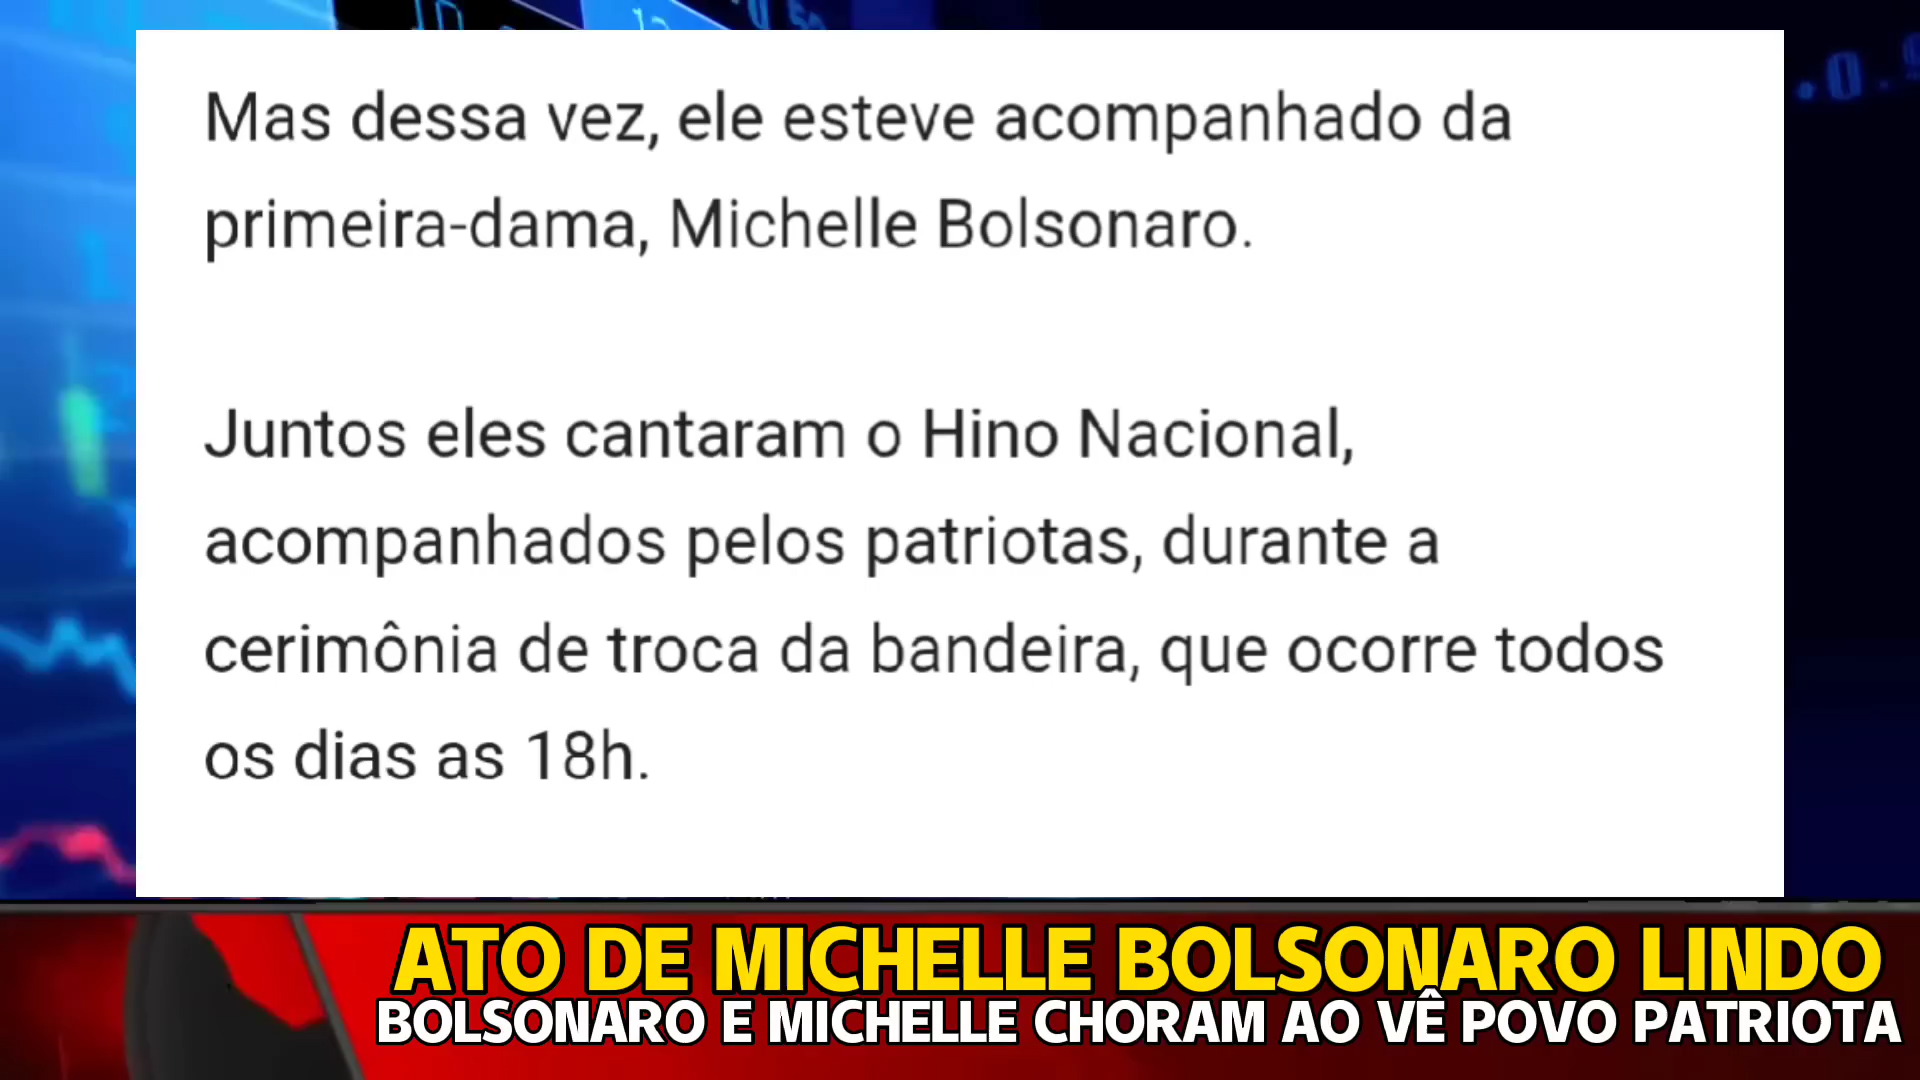 Mas dessa vez, ele esteve acompanhado da
primeira-dama, Michelle Bolsonaro.
Juntos eles cantaram o Hino Nacional,
acompanhados pelos patriotas, durante a
cerimônia de troca da bandeira, que ocorre todos
os dias as 18h.
ATO DE MICHELLE BOLSONARO LINDO
BOLSONARO E MICHELLE CHORAM AO VÊ POVO PATRIOTA